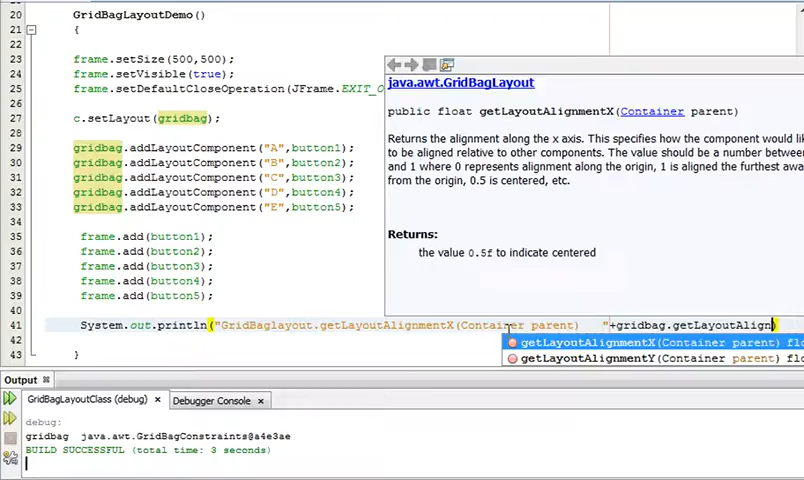 20 GridBagLayoutDemo()
21 {
22
23 frame.setSize(500,500);
24 frame.setVisible(true);
25 frame.setDefaultCloseOperation(JFrame.EXIT_O
26
27 c.setLayout(gridbag);
28
29 gridbag.addLayoutComponent("A",button1);
30 gridbag.addLayoutComponent("B",button2);
31 gridbag.addLayoutComponent("C",button3);
32 gridbag.addLayoutComponent("D",button4);
33 gridbag.addLayoutComponent("E",button5);
34
35 frame.add(button1);
36 frame.add(button2);
37 frame.add(button3);
38 frame.add(button4);
39 frame.add(button5);
40
41 System.out.println("GridBaglayout.getLayoutAlignmentX(Container parent) "+gridbag.getLayoutAlign)
42
43 }
java.awt.GridBagLayout
public float getLayoutAlignmentX(Container parent)
Returns the alignment along the x axis. This specifies how the component would lik
to be aligned relative to other components. The value should be a number between
and 1 where 0 represents alignment along the origin, 1 is aligned the furthest awa
from the origin, 0.5 is centered, etc.
Returns:
the value 0.5f to indicate centered
getLayoutAlignmentX(Container parent) flo
getLayoutAlignmentY(Container parent) flo
Output
GridBagLayoutClass (debug) Debugger Console
debug:
gridbag java.awt.GridBagConstraints@a4e3ae
BUILD SUCCESSFUL (total time: 3 seconds)